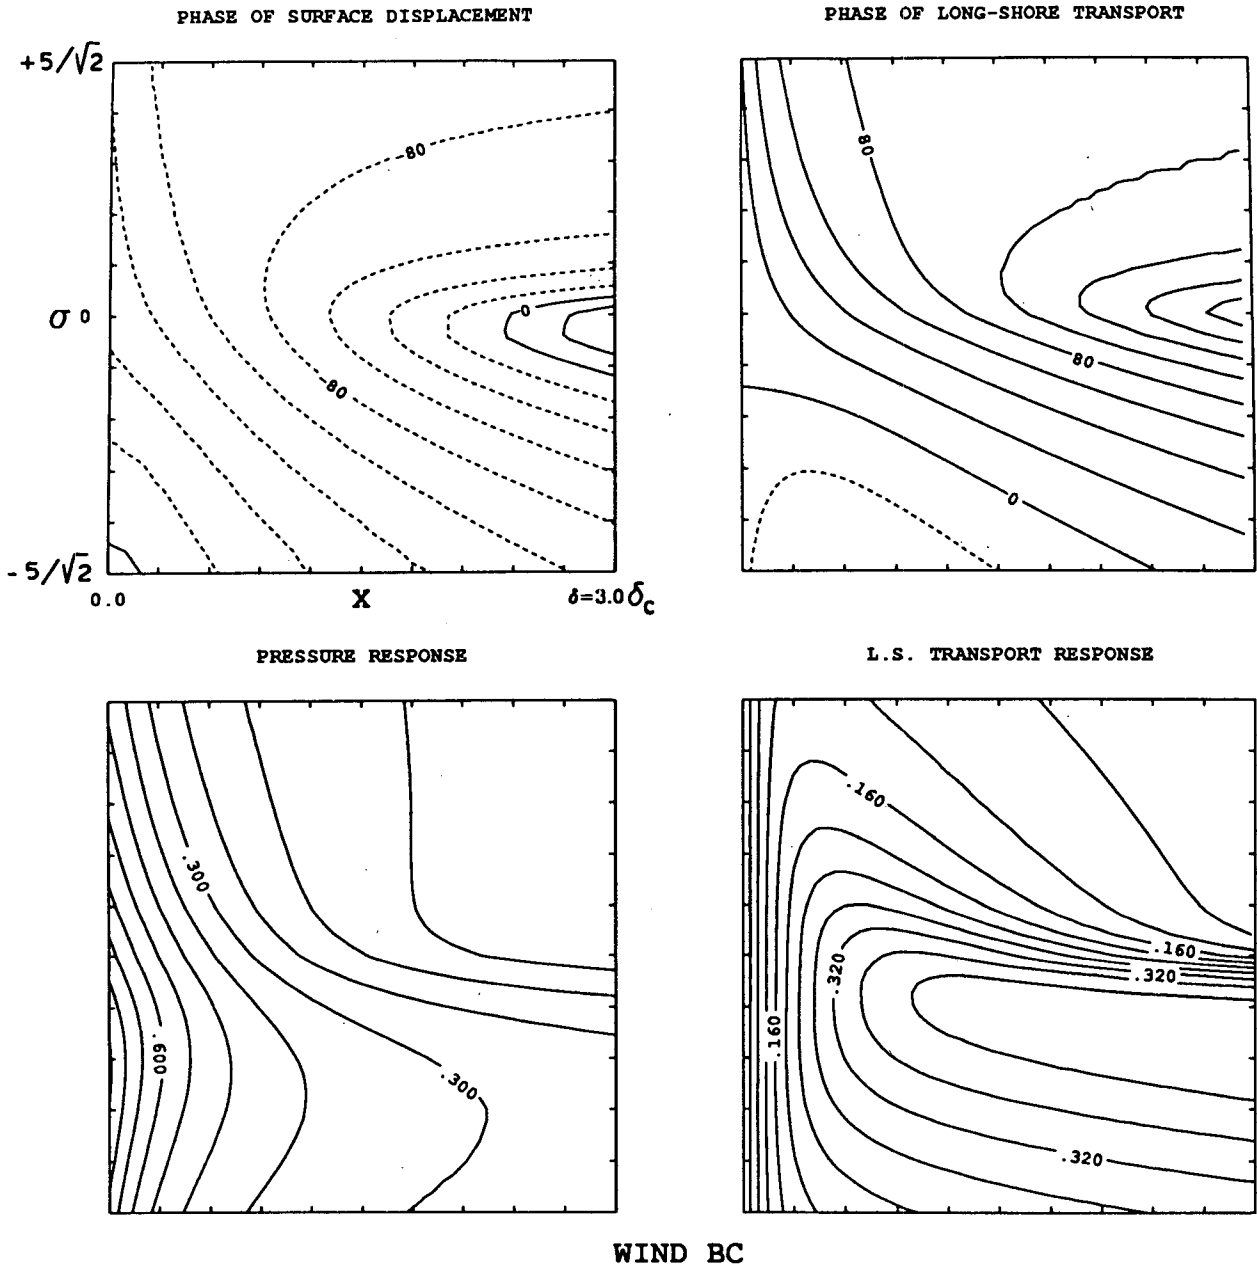 PHASE OF SURFACE DISPLACEMENT
PHASE OF LONG-SHORE TRANSPORT
+5/√2
80
80
0
σ 0
80
80
0
-5/√2
0.0
X
δ=3.0δc
PRESSURE RESPONSE
L.S. TRANSPORT RESPONSE
.300
.160
.160
.320
.320
.600
.160
.300
.320
WIND BC